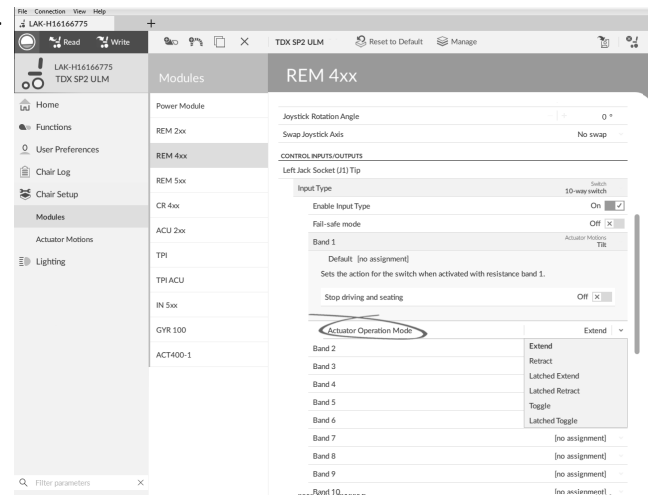 File Connection View Help
LAK-H16166775 +
Read Write TDX SP2 ULM Reset to Default Manage
LAK-H16166775
TDX SP2 ULM
Home
Functions
User Preferences
Chair Log
Chair Setup
Modules
Actuator Motions
Lighting
Filter parameters
Modules
Power Module
REM 2xx
REM 4xx
REM 5xx
CR 4xx
ACU 2xx
TPI
TPI ACU
IN 5xx
GYR 100
ACT400-1
REM 4xx
Joystick Rotation Angle 0 °
Swap Joystick Axis No swap
CONTROL INPUTS/OUTPUTS
Left Jack Socket (J1) Tip
Input Type Switch
10-way switch
Enable Input Type On
Fail-safe mode Off
Band 1 Actuator Motions
Tilt
Default [no assignment]
Sets the action for the switch when activated with resistance band 1.
Stop driving and seating Off
Actuator Operation Mode Extend
Band 2 Extend
Band 3 Retract
Band 4 Latched Extend
Latched Retract
Band 5 Toggle
Band 6 Latched Toggle
Band 7 [no assignment]
Band 8 [no assignment]
Band 9 [no assignment]
Band 10 [no assignment]